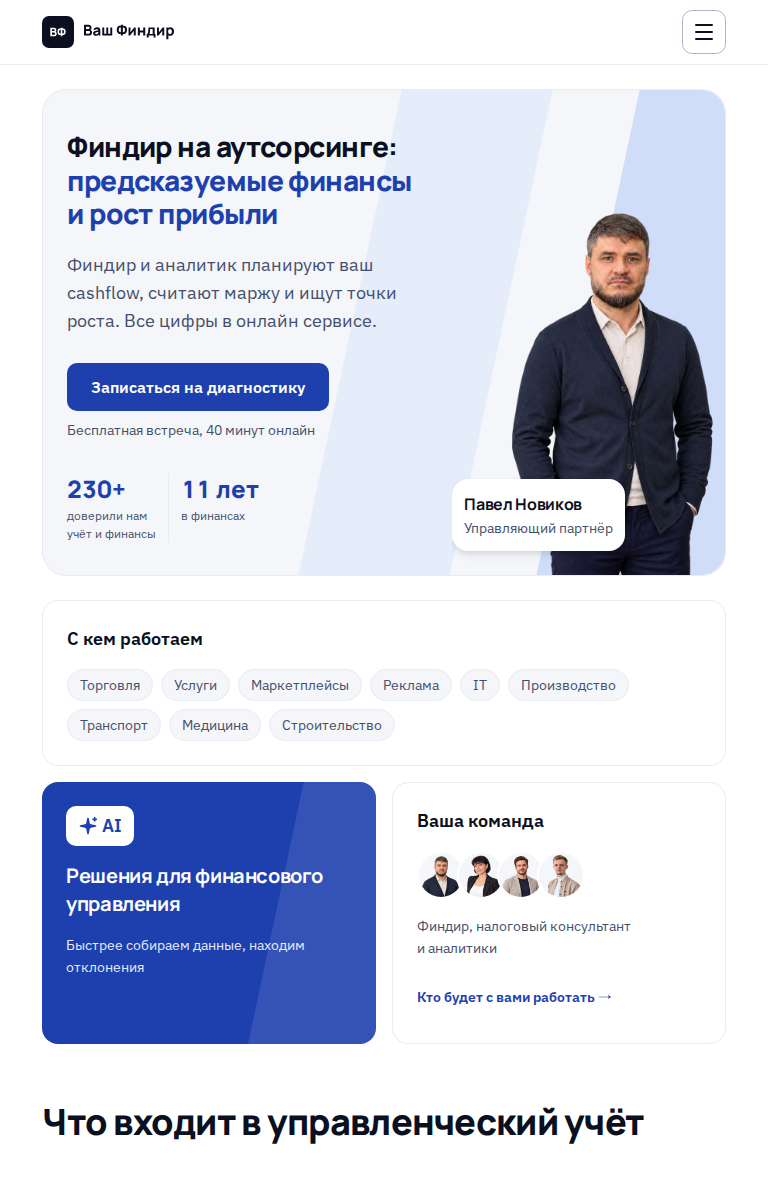 ВФ
Ваш Финдир
Финдир на аутсорсинге:
предсказуемые финансы
и рост прибыли
Финдир и аналитик планируют ваш
cashflow, считают маржу и ищут точки
роста. Все цифры в онлайн сервисе.
Записаться на диагностику
Бесплатная встреча, 40 минут онлайн
230+
доверили нам
учёт и финансы
11 лет
в финансах
Павел Новиков
Управляющий партнёр
С кем работаем
Торговля
Услуги
Маркетплейсы
Реклама
IT
Производство
Транспорт
Медицина
Строительство
AI
Решения для финансового
управления
Быстрее собираем данные, находим
отклонения
Ваша команда
Финдир, налоговый консультант
и аналитики
Кто будет с вами работать →
Что входит в управленческий учёт